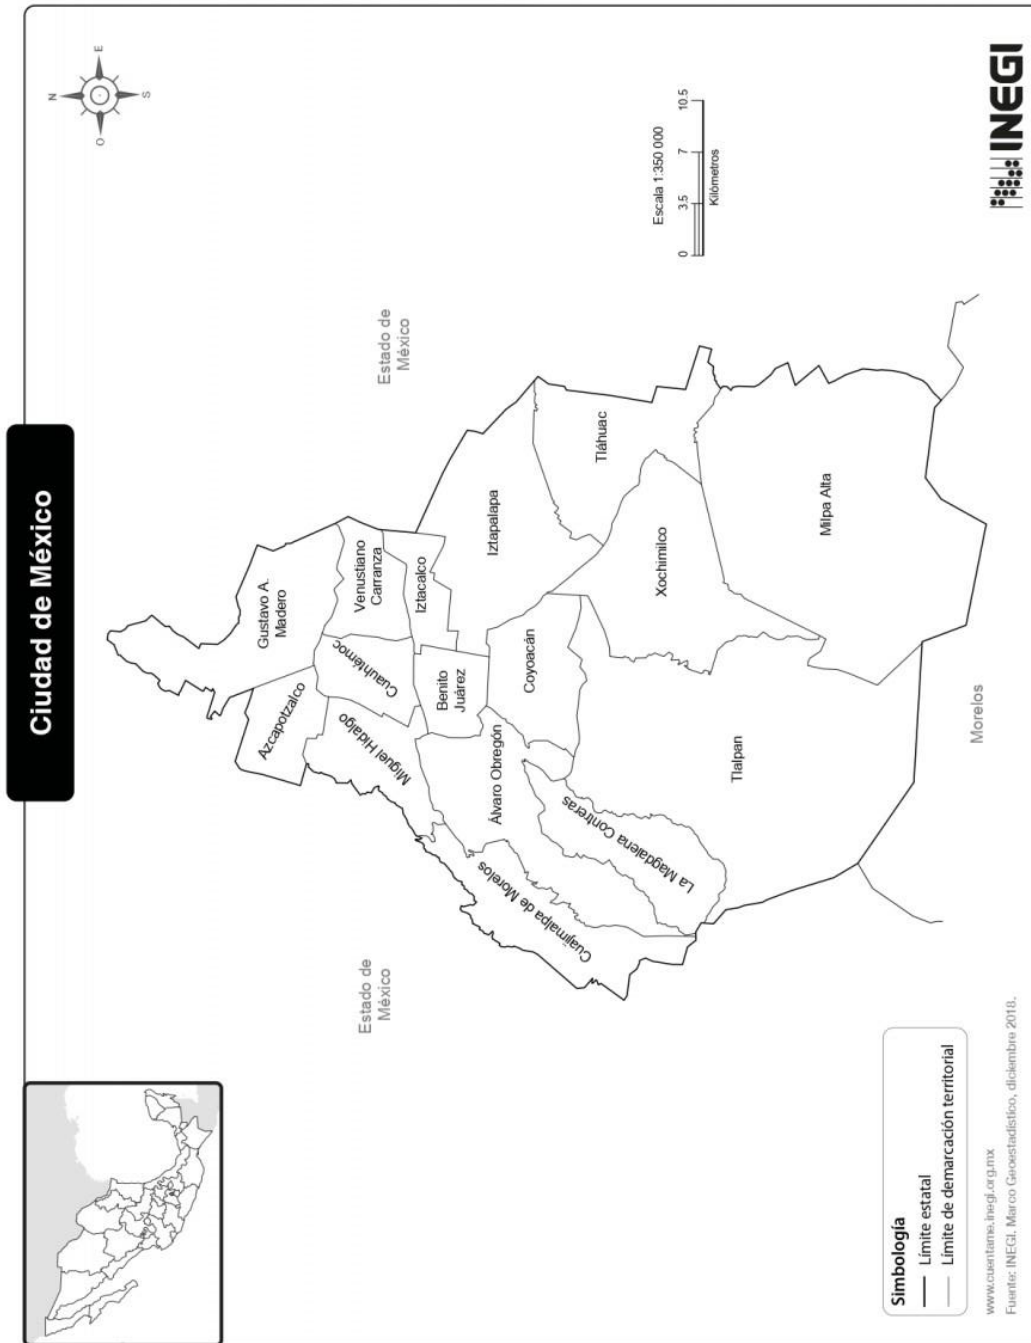 Ciudad de México
N
E
S
O
Estado de
México
Estado de
México
Morelos
Gustavo A.
Madero
Azcapotzalco
Miguel Hidalgo
Cuauhtémoc
Venustiano
Carranza
Iztacalco
Benito
Juárez
Iztapalapa
Coyoacán
Álvaro Obregón
Cuajimalpa de Morelos
La Magdalena Contreras
Tláhuac
Xochimilco
Tlalpan
Milpa Alta
Escala 1:350 000
0 3.5 7 10.5
Kilómetros
INEGI
Simbología
Límite estatal
Límite de demarcación territorial
www.cuentame.inegi.org.mx
Fuente: INEGI. Marco Geoestadístico, diciembre 2018.